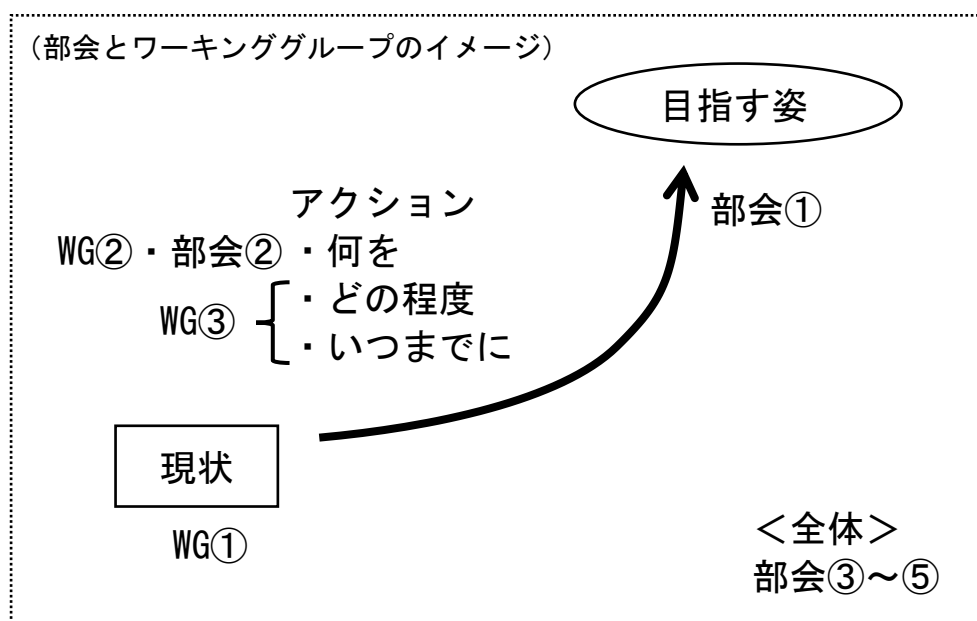 （部会とワーキンググループのイメージ）
目指す姿
部会①
アクション
WG②・部会②・何を
WG③
・どの程度
・いつまでに
現状
WG①
＜全体＞
部会③～⑤